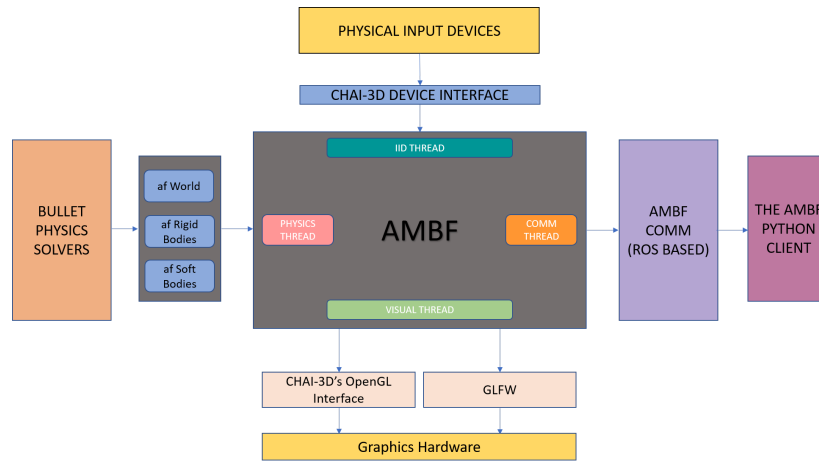 PHYSICAL INPUT DEVICES
CHAI-3D DEVICE INTERFACE
IID THREAD
BULLET
PHYSICS
SOLVERS
af World
af Rigid
Bodies
af Soft
Bodies
PHYSICS
THREAD
AMBF
COMM
THREAD
VISUAL THREAD
AMBF
COMM
(ROS BASED)
THE AMBF
PYTHON
CLIENT
CHAI-3D's OpenGL
Interface
GLFW
Graphics Hardware